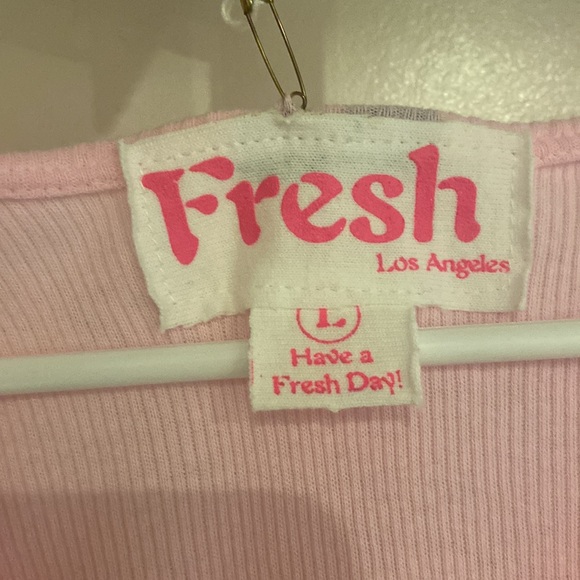 Fresh
Los Angeles
L
Have a
Fresh Day!